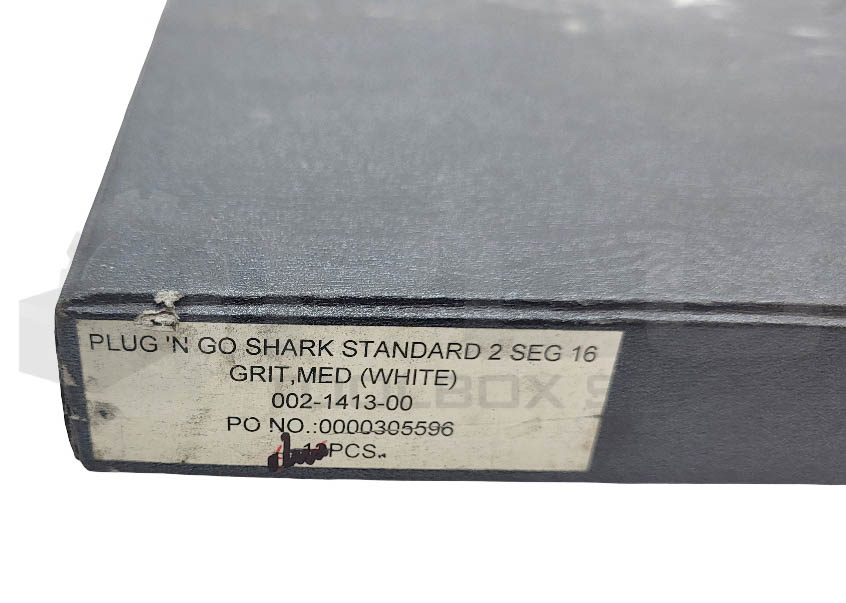 PLUG 'N GO SHARK STANDARD 2 SEG 16
GRIT,MED (WHITE)
002-1413-00
PO NO.:0000305596
PCS.